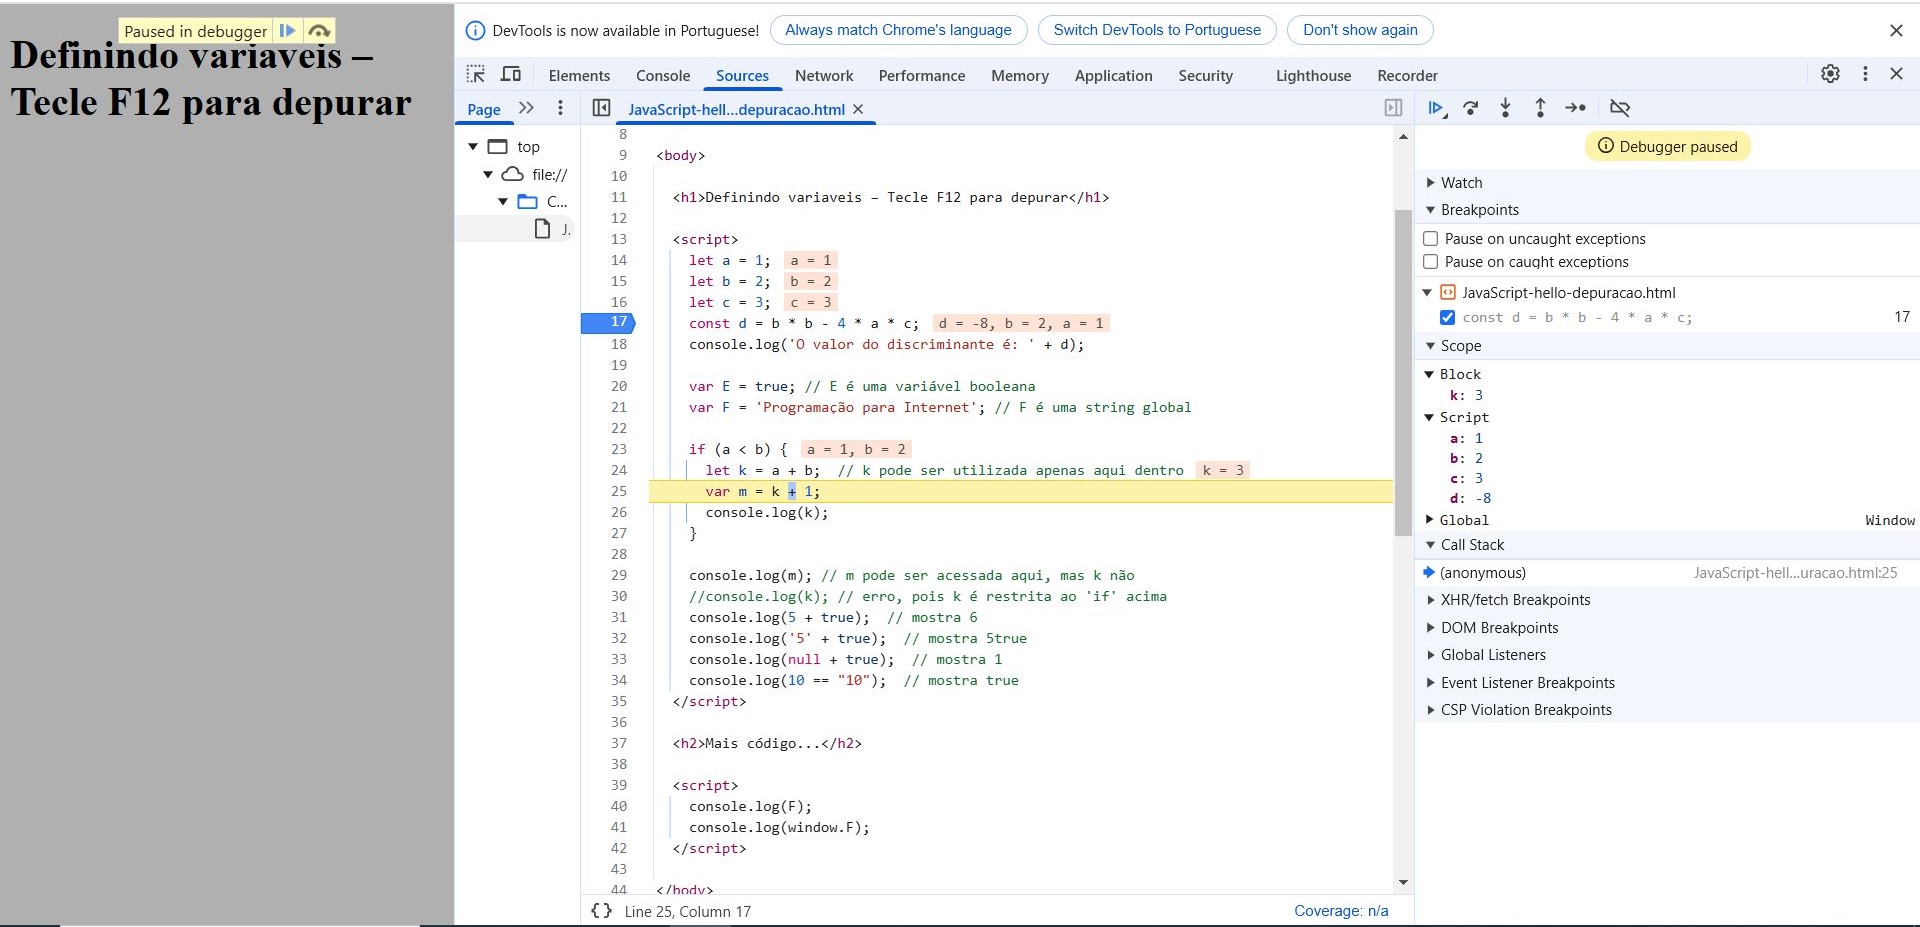 Paused in debugger
Definindo variaveis –
Tecle F12 para depurar
DevTools is now available in Portuguese!
Always match Chrome's language
Switch DevTools to Portuguese
Don't show again
Elements Console Sources Network Performance Memory Application Security Lighthouse Recorder
Page
JavaScript-hell...depuracao.html
top
file://
C...
J.
8
9 <body>
10
11 <h1>Definindo variaveis – Tecle F12 para depurar</h1>
12
13 <script>
14 let a = 1; a = 1
15 let b = 2; b = 2
16 let c = 3; c = 3
17 const d = b * b - 4 * a * c; d = -8, b = 2, a = 1
18 console.log('O valor do discriminante é: ' + d);
19
20 var E = true; // E é uma variável booleana
21 var F = 'Programação para Internet'; // F é uma string global
22
23 if (a < b) { a = 1, b = 2
24 let k = a + b; // k pode ser utilizada apenas aqui dentro k = 3
25 var m = k + 1;
26 console.log(k);
27 }
28
29 console.log(m); // m pode ser acessada aqui, mas k não
30 //console.log(k); // erro, pois k é restrita ao 'if' acima
31 console.log(5 + true); // mostra 6
32 console.log('5' + true); // mostra 5true
33 console.log(null + true); // mostra 1
34 console.log(10 == "10"); // mostra true
35 </script>
36
37 <h2>Mais código...</h2>
38
39 <script>
40 console.log(F);
41 console.log(window.F);
42 </script>
43
44 </body>
{} Line 25, Column 17
Coverage: n/a
Debugger paused
Watch
Breakpoints
Pause on uncaught exceptions
Pause on caught exceptions
JavaScript-hello-depuracao.html
const d = b * b - 4 * a * c; 17
Scope
Block
k: 3
Script
a: 1
b: 2
c: 3
d: -8
Global Window
Call Stack
(anonymous) JavaScript-hell...uracao.html:25
XHR/fetch Breakpoints
DOM Breakpoints
Global Listeners
Event Listener Breakpoints
CSP Violation Breakpoints